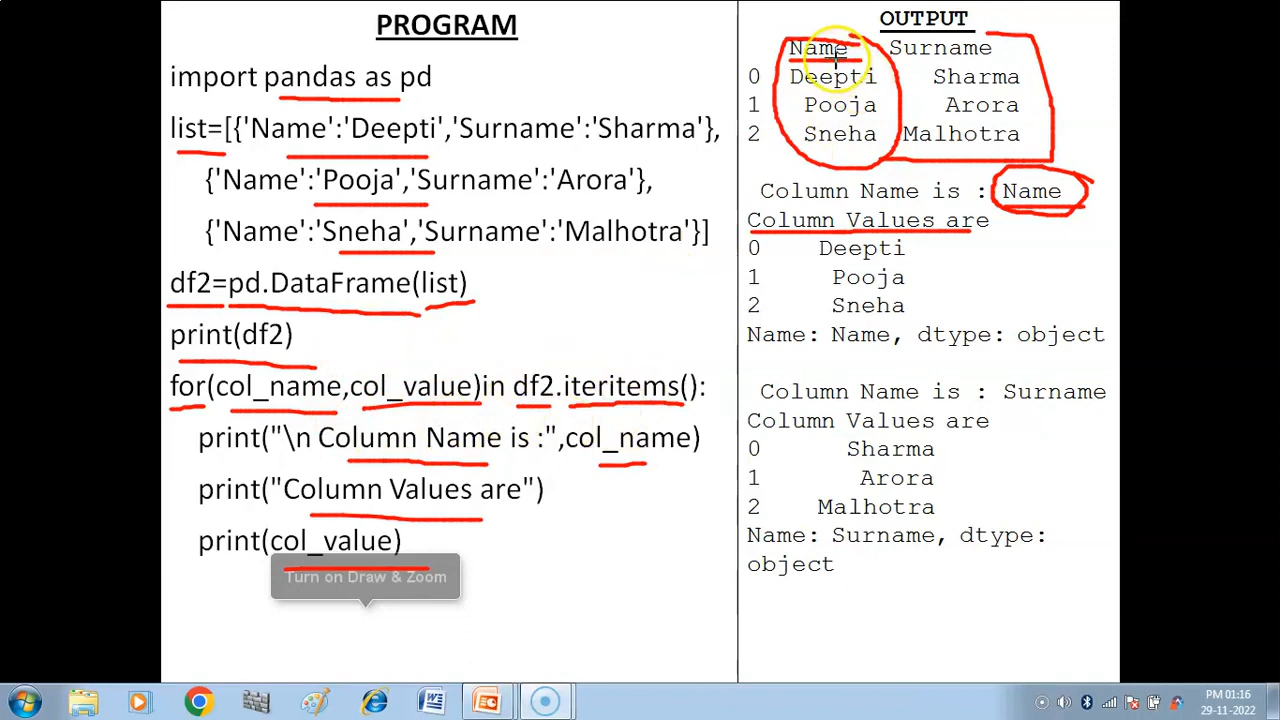 PROGRAM
import pandas as pd
list=[{'Name':'Deepti','Surname':'Sharma'},
{'Name':'Pooja','Surname':'Arora'},
{'Name':'Sneha','Surname':'Malhotra'}]
df2=pd.DataFrame(list)
print(df2)
for(col_name,col_value)in df2.iteritems():
print("\n Column Name is :",col_name)
print("Column Values are")
print(col_value)
Turn on Draw & Zoom
OUTPUT
Name Surname
0 Deepti Sharma
1 Pooja Arora
2 Sneha Malhotra
Column Name is : Name
Column Values are
0 Deepti
1 Pooja
2 Sneha
Name: Name, dtype: object
Column Name is : Surname
Column Values are
0 Sharma
1 Arora
2 Malhotra
Name: Surname, dtype:
object
PM 01:16
29-11-2022